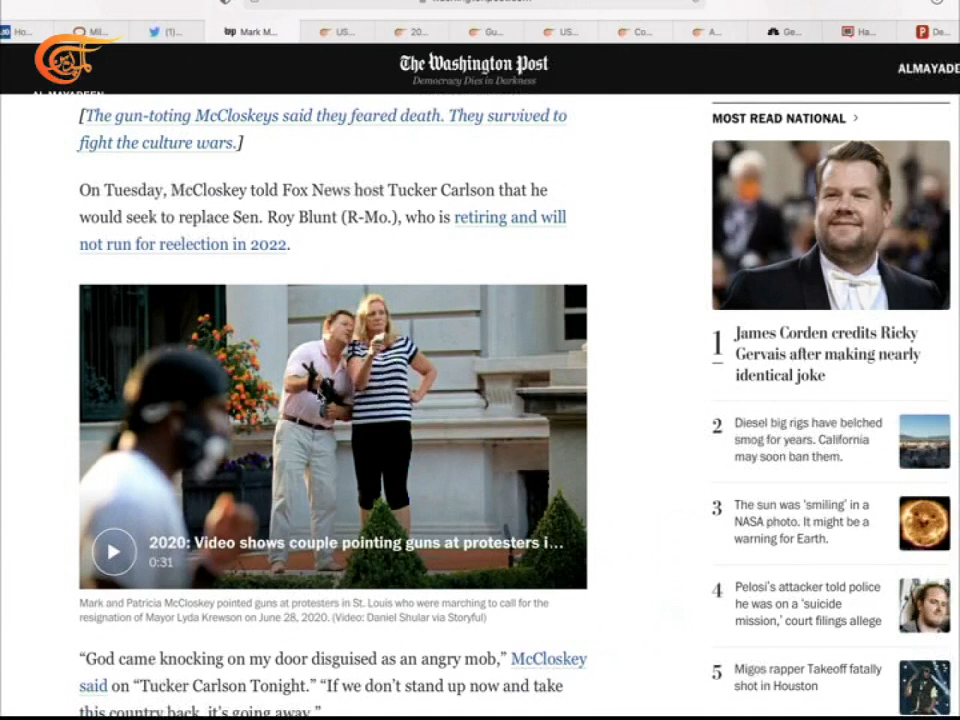 Ho...
Mil...
(1)...
wp Mark M...
US...
20...
Gu...
US...
Co...
A...
Ge...
Ha...
De...
الميادين
AL MAYADEEN
The Washington Post
Democracy Dies in Darkness
ALMAYADE
[The gun-toting McCloskeys said they feared death. They survived to
fight the culture wars.]
On Tuesday, McCloskey told Fox News host Tucker Carlson that he
would seek to replace Sen. Roy Blunt (R-Mo.), who is retiring and will
not run for reelection in 2022.
2020: Video shows couple pointing guns at protesters i...
0:31
Mark and Patricia McCloskey pointed guns at protesters in St. Louis who were marching to call for the
resignation of Mayor Lyda Krewson on June 28, 2020. (Video: Daniel Shular via Storyful)
“God came knocking on my door disguised as an angry mob,” McCloskey
said on “Tucker Carlson Tonight.” “If we don’t stand up now and take
this country back, it’s going away.”
MOST READ NATIONAL >
1
James Corden credits Ricky
Gervais after making nearly
identical joke
2
Diesel big rigs have belched
smog for years. California
may soon ban them.
3
The sun was ‘smiling’ in a
NASA photo. It might be a
warning for Earth.
4
Pelosi’s attacker told police
he was on a ‘suicide
mission,’ court filings allege
5
Migos rapper Takeoff fatally
shot in Houston